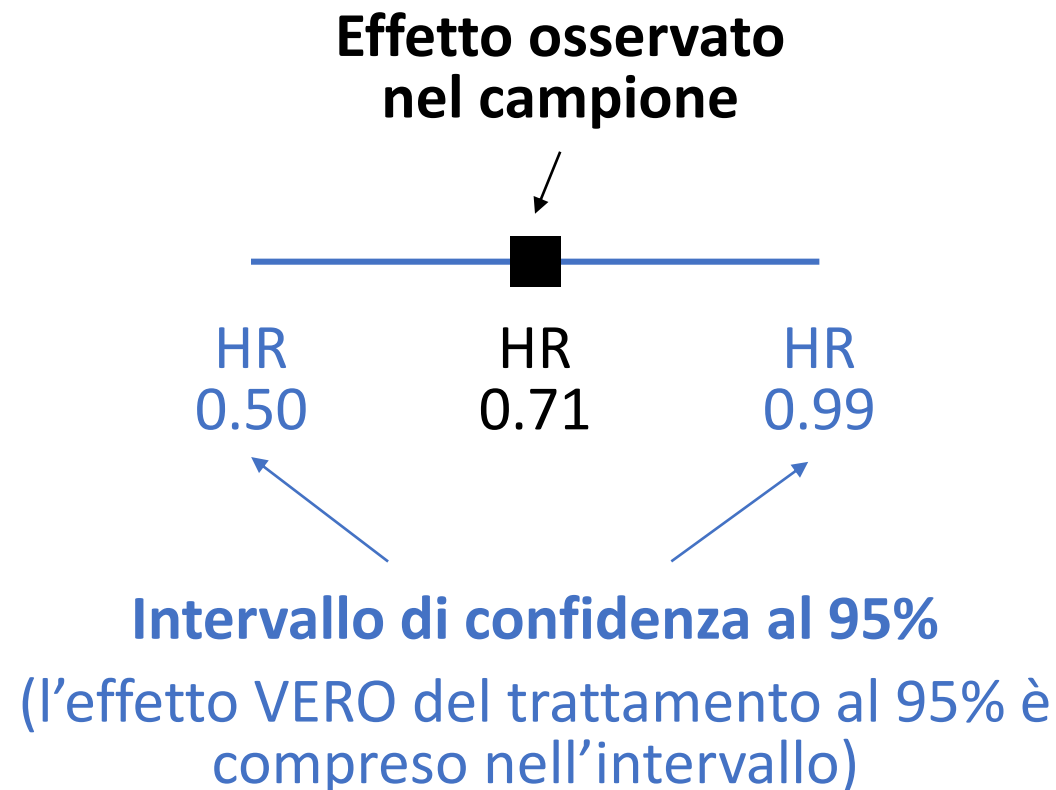 Effetto osservato
nel campione
HR
0.50
HR
0.71
HR
0.99
Intervallo di confidenza al 95%
(l’effetto VERO del trattamento al 95% è
compreso nell’intervallo)